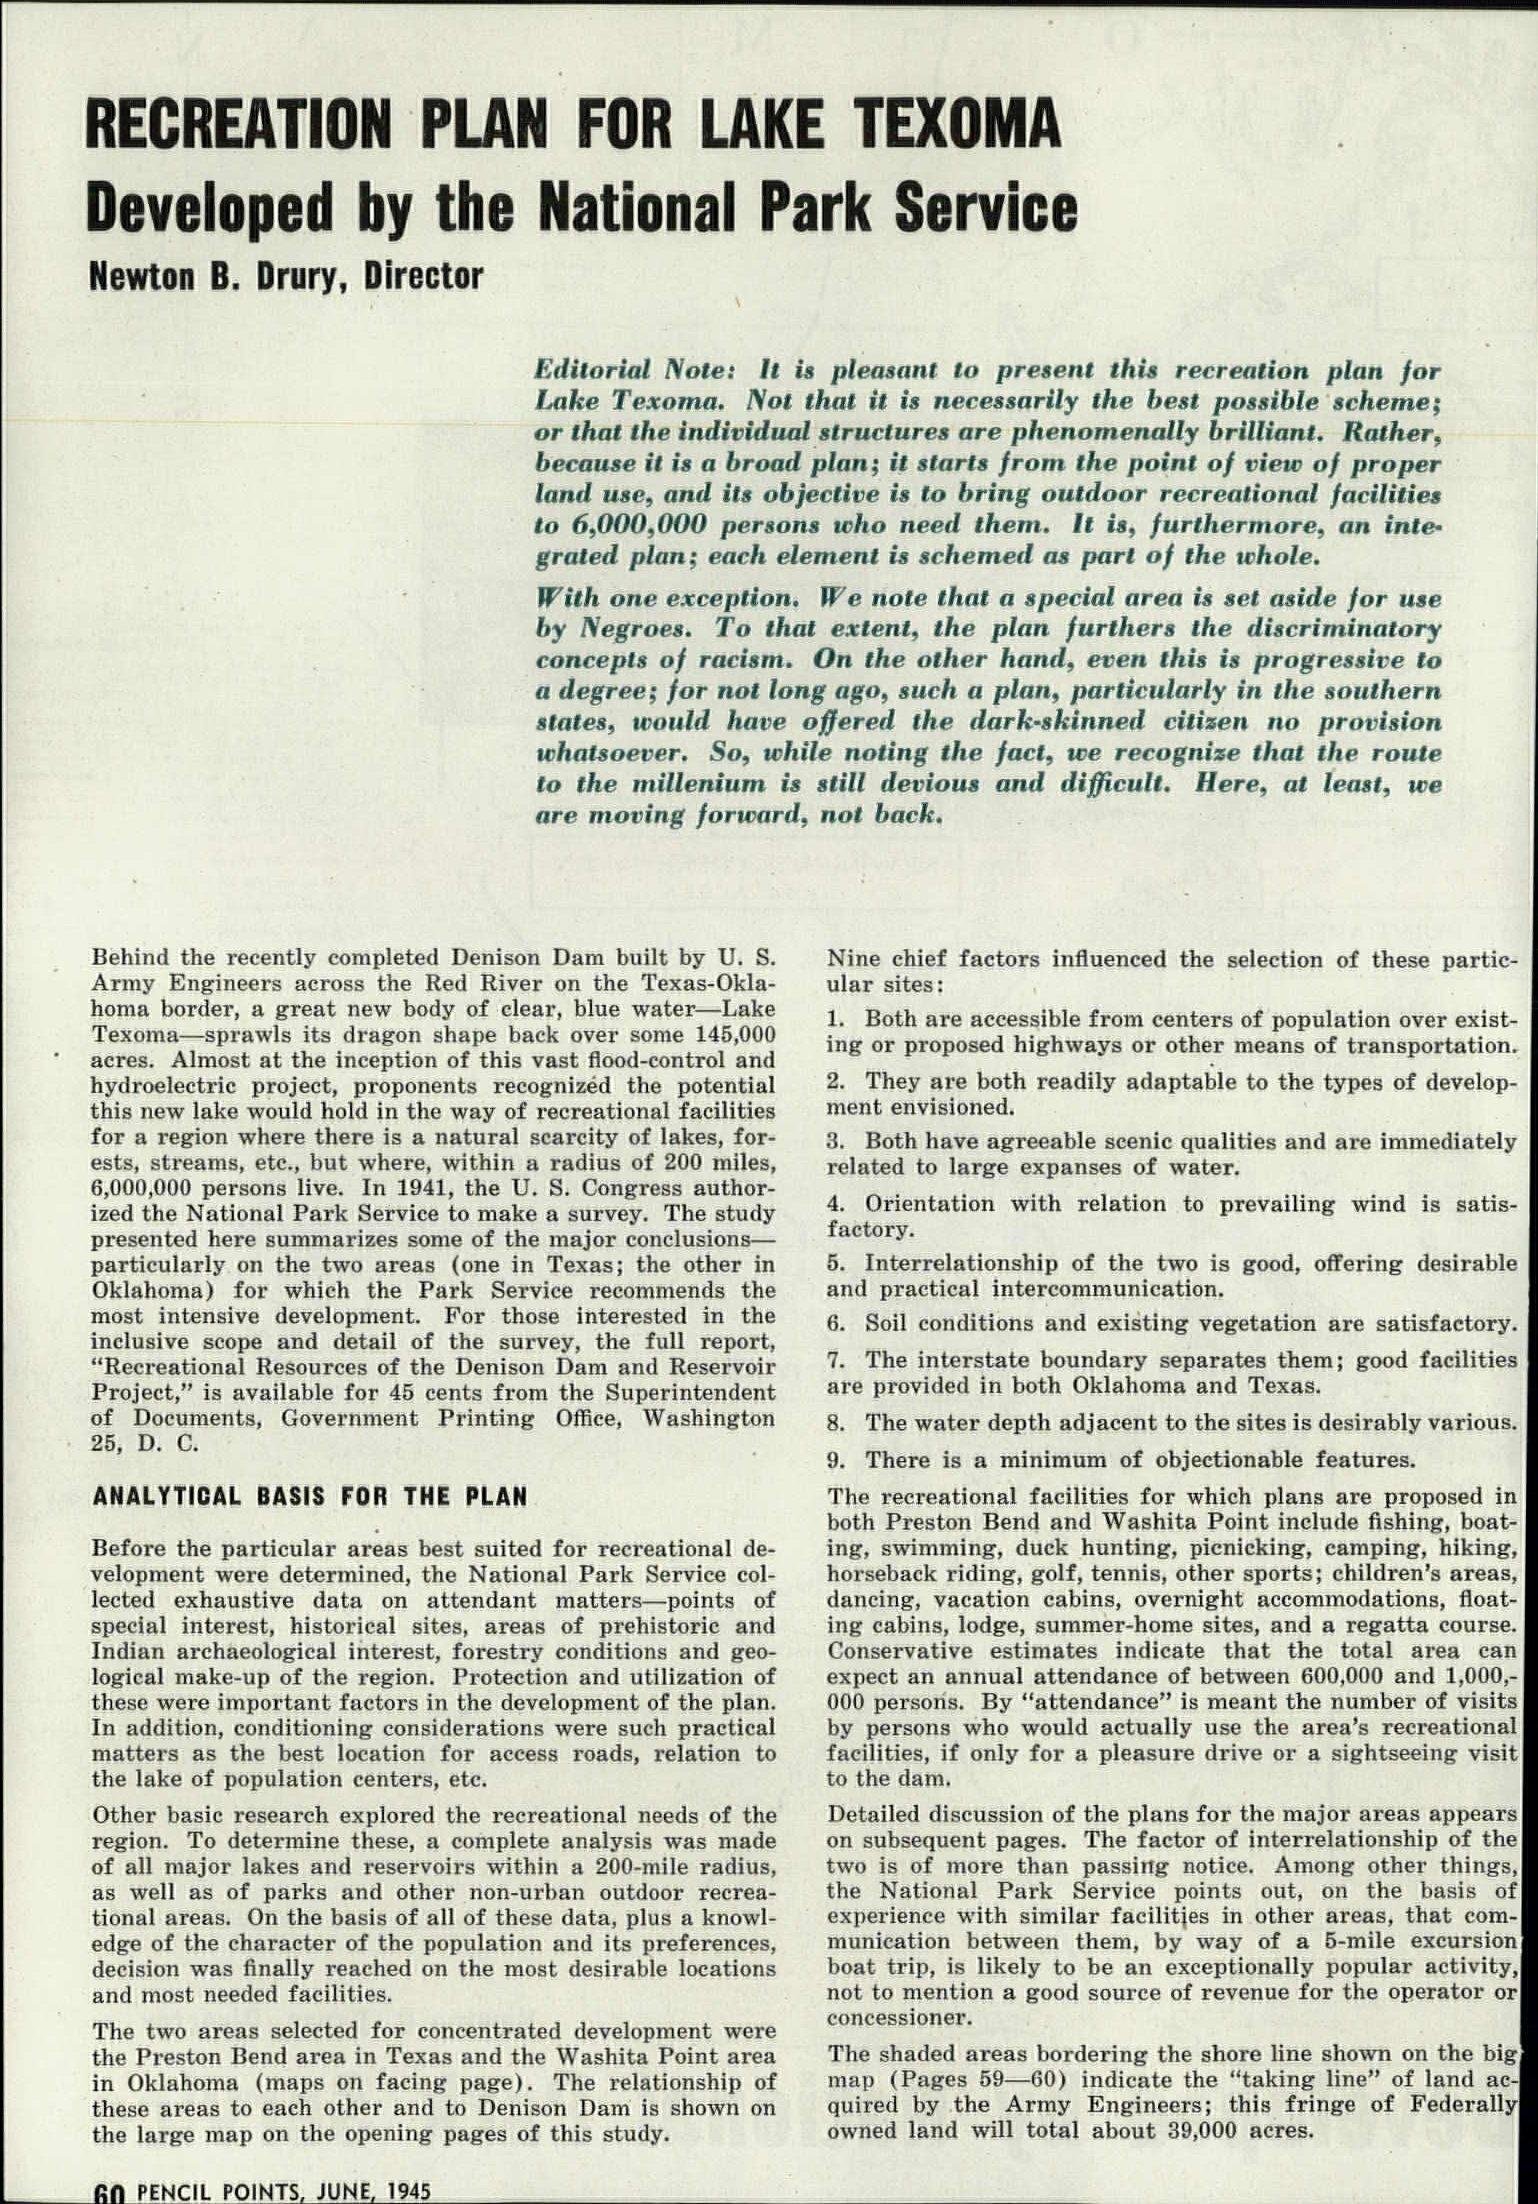 RECREATION PLAN FOR LAKE TEXOMA
Developed by the National Park Service
Newton B. Drury, Director
Editorial Note: It is pleasant to present this recreation plan for
Lake Texoma. Not that it is necessarily the best possible scheme;
or that the individual structures are phenomenally brilliant. Rather,
because it is a broad plan; it starts from the point of view of proper
land use, and its objective is to bring outdoor recreational facilities
to 6,000,000 persons who need them. It is, furthermore, an inte-
grated plan; each element is schemed as part of the whole.
With one exception. We note that a special area is set aside for use
by Negroes. To that extent, the plan furthers the discriminatory
concepts of racism. On the other hand, even this is progressive to
a degree; for not long ago, such a plan, particularly in the southern
states, would have offered the dark-skinned citizen no provision
whatsoever. So, while noting the fact, we recognize that the route
to the millenium is still devious and difficult. Here, at least, we
are moving forward, not back.
Behind the recently completed Denison Dam built by U. S.
Army Engineers across the Red River on the Texas-Okla-
homa border, a great new body of clear, blue water—Lake
Texoma—sprawls its dragon shape back over some 145,000
acres. Almost at the inception of this vast flood-control and
hydroelectric project, proponents recognized the potential
this new lake would hold in the way of recreational facilities
for a region where there is a natural scarcity of lakes, for-
ests, streams, etc., but where, within a radius of 200 miles,
6,000,000 persons live. In 1941, the U. S. Congress author-
ized the National Park Service to make a survey. The study
presented here summarizes some of the major conclusions—
particularly on the two areas (one in Texas; the other in
Oklahoma) for which the Park Service recommends the
most intensive development. For those interested in the
inclusive scope and detail of the survey, the full report,
“Recreational Resources of the Denison Dam and Reservoir
Project,” is available for 45 cents from the Superintendent
of Documents, Government Printing Office, Washington
25, D. C.
ANALYTICAL BASIS FOR THE PLAN
Before the particular areas best suited for recreational de-
velopment were determined, the National Park Service col-
lected exhaustive data on attendant matters—points of
special interest, historical sites, areas of prehistoric and
Indian archaeological interest, forestry conditions and geo-
logical make-up of the region. Protection and utilization of
these were important factors in the development of the plan.
In addition, conditioning considerations were such practical
matters as the best location for access roads, relation to
the lake of population centers, etc.
Other basic research explored the recreational needs of the
region. To determine these, a complete analysis was made
of all major lakes and reservoirs within a 200-mile radius,
as well as of parks and other non-urban outdoor recrea-
tional areas. On the basis of all of these data, plus a knowl-
edge of the character of the population and its preferences,
decision was finally reached on the most desirable locations
and most needed facilities.
The two areas selected for concentrated development were
the Preston Bend area in Texas and the Washita Point area
in Oklahoma (maps on facing page). The relationship of
these areas to each other and to Denison Dam is shown on
the large map on the opening pages of this study.
Nine chief factors influenced the selection of these partic-
ular sites:
1. Both are accessible from centers of population over exist-
ing or proposed highways or other means of transportation.
2. They are both readily adaptable to the types of develop-
ment envisioned.
3. Both have agreeable scenic qualities and are immediately
related to large expanses of water.
4. Orientation with relation to prevailing wind is satis-
factory.
5. Interrelationship of the two is good, offering desirable
and practical intercommunication.
6. Soil conditions and existing vegetation are satisfactory.
7. The interstate boundary separates them; good facilities
are provided in both Oklahoma and Texas.
8. The water depth adjacent to the sites is desirably various.
9. There is a minimum of objectionable features.
The recreational facilities for which plans are proposed in
both Preston Bend and Washita Point include fishing, boat-
ing, swimming, duck hunting, picnicking, camping, hiking,
horseback riding, golf, tennis, other sports; children's areas,
dancing, vacation cabins, overnight accommodations, float-
ing cabins, lodge, summer-home sites, and a regatta course.
Conservative estimates indicate that the total area can
expect an annual attendance of between 600,000 and 1,000,-
000 persons. By “attendance” is meant the number of visits
by persons who would actually use the area's recreational
facilities, if only for a pleasure drive or a sightseeing visit
to the dam.
Detailed discussion of the plans for the major areas appears
on subsequent pages. The factor of interrelationship of the
two is of more than passing notice. Among other things,
the National Park Service points out, on the basis of
experience with similar facilities in other areas, that com-
munication between them, by way of a 5-mile excursion
boat trip, is likely to be an exceptionally popular activity,
not to mention a good source of revenue for the operator or
concessioner.
The shaded areas bordering the shore line shown on the big
map (Pages 59—60) indicate the “taking line” of land ac-
quired by the Army Engineers; this fringe of Federally
owned land will total about 39,000 acres.
60 PENCIL POINTS, JUNE, 1945